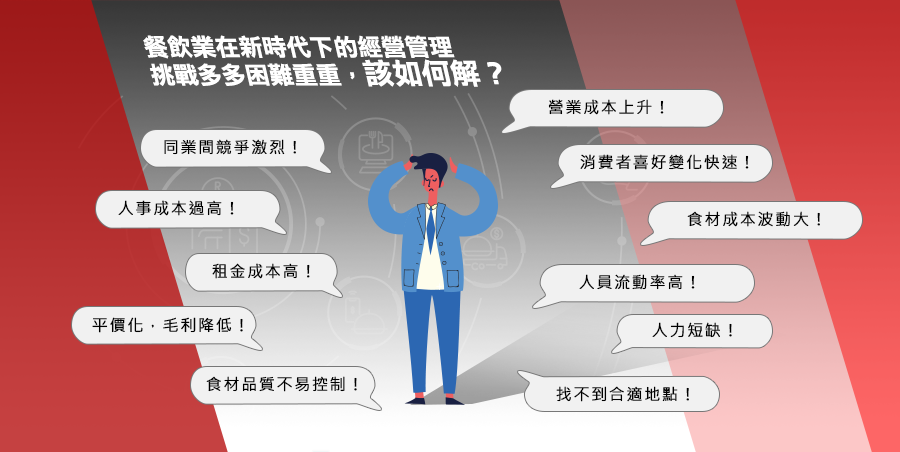 餐飲業在新時代下的經營管理
挑戰多多困難重重，該如何解？
同業間競爭激烈！
人事成本過高！
租金成本高！
平價化，毛利降低！
食材品質不易控制！
營業成本上升！
消費者喜好變化快速！
食材成本波動大！
人員流動率高！
人力短缺！
找不到合適地點！